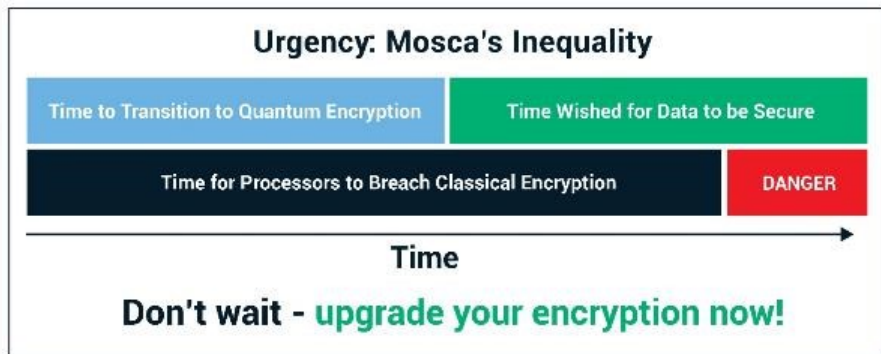 Urgency: Mosca's Inequality
Time to Transition to Quantum Encryption
Time Wished for Data to be Secure
Time for Processors to Breach Classical Encryption
DANGER
Time
Don't wait - upgrade your encryption now!